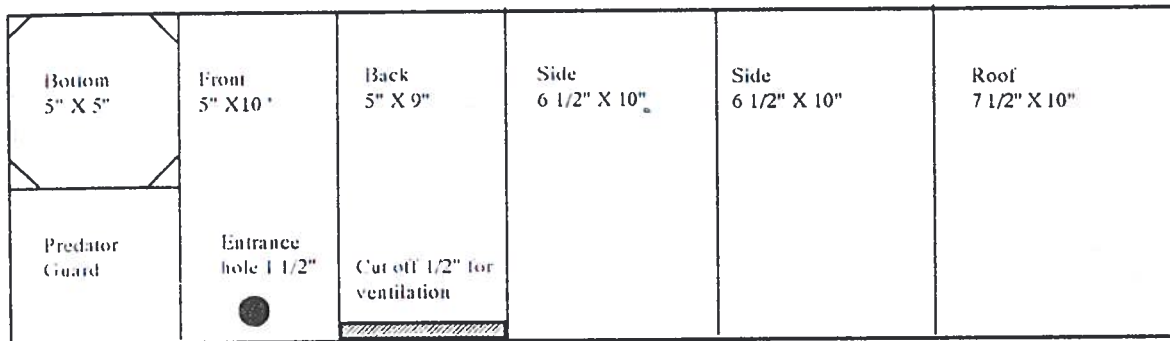 Bottom
5" X 5"
Front
5" X10 '
Back
5" X 9"
Side
6 1/2" X 10"
Side
6 1/2" X 10"
Roof
7 1/2" X 10"
Predator
Guard
Entrance
hole 1 1/2"
Cut off 1/2" for
ventilation